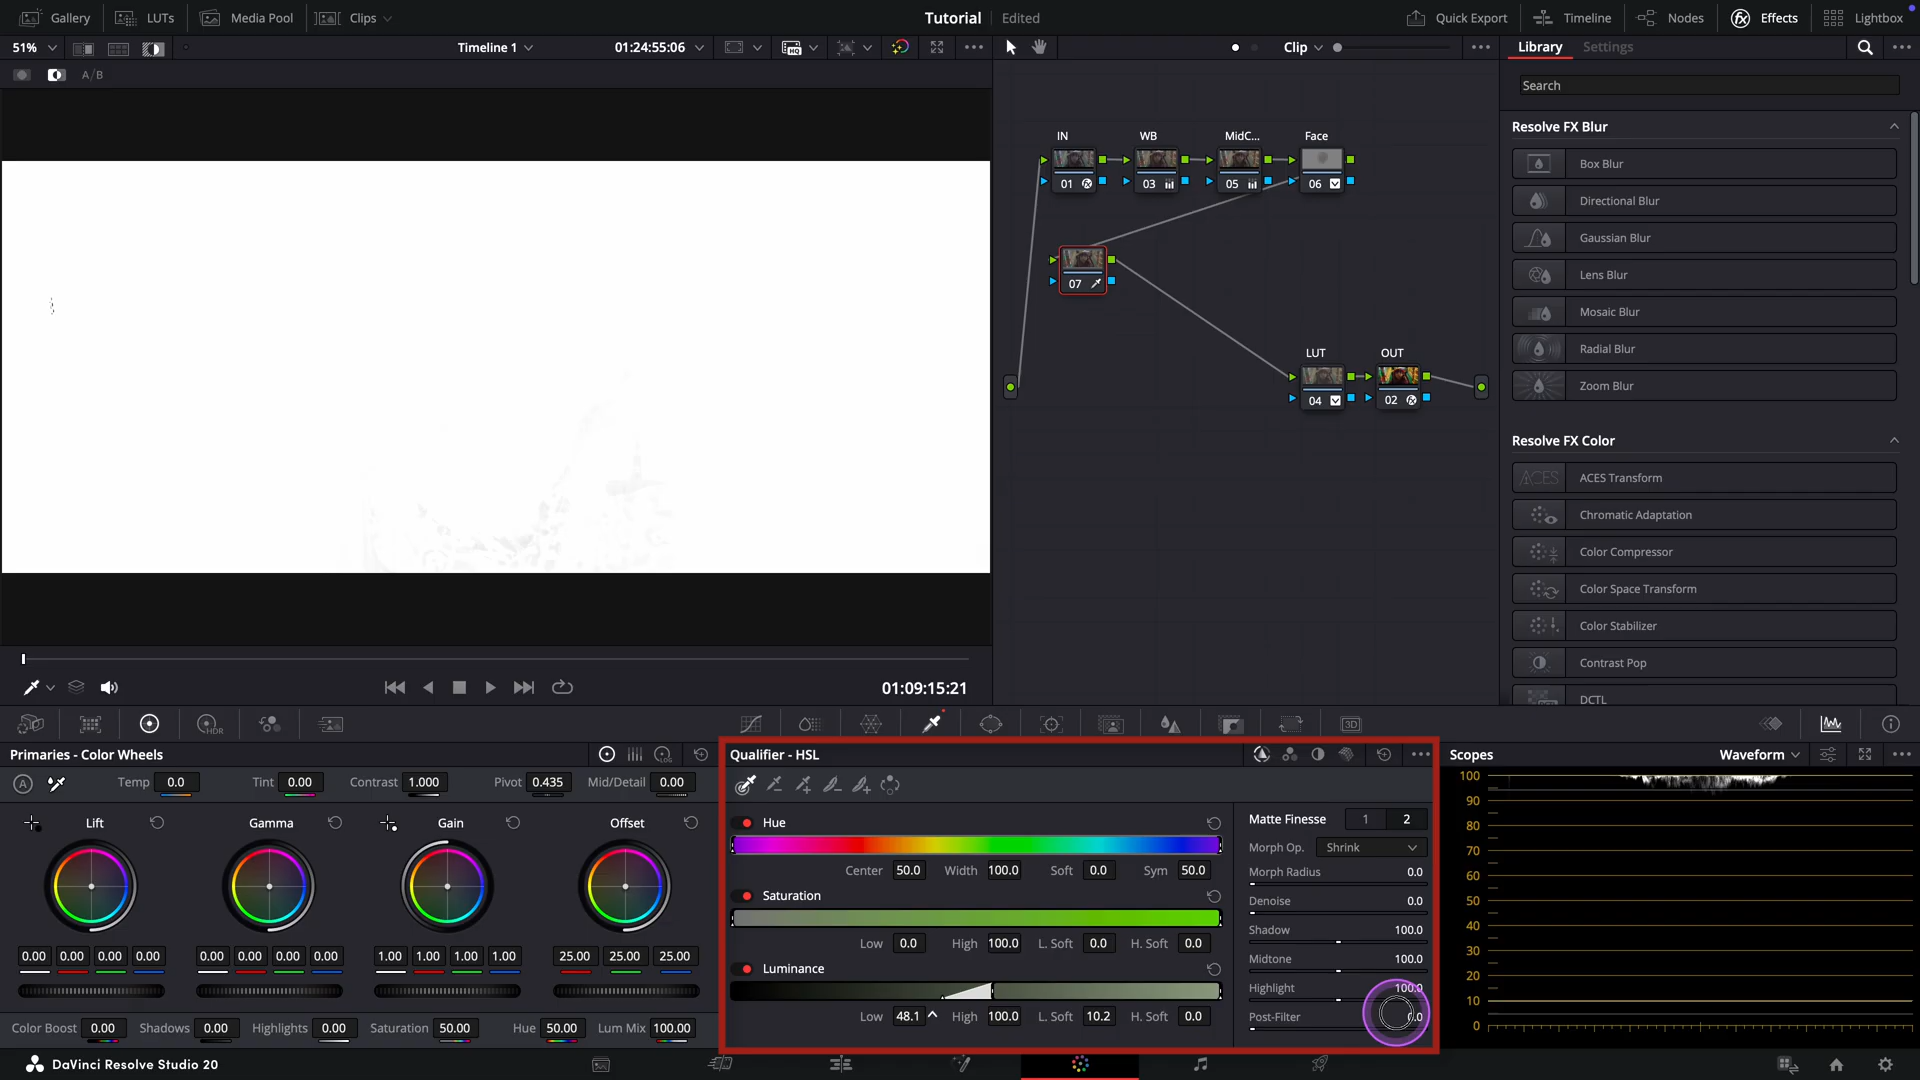 Gallery LUTs Media Pool Clips Tutorial Edited Quick Export Timeline Nodes Effects Lightbox
51% Timeline 1 01:24:55:06 Clip Library Settings
A/B
Search
Resolve FX Blur
Box Blur
Directional Blur
Gaussian Blur
Lens Blur
Mosaic Blur
Radial Blur
Zoom Blur
Resolve FX Color
ACES Transform
Chromatic Adaptation
Color Compressor
Color Space Transform
Color Stabilizer
Contrast Pop
DCTL
IN WB MidC... Face
01 03 05 06
07
LUT OUT
04 02
01:09:15:21
HDR 3D
Primaries - Color Wheels LOG
Temp 0.0 Tint 0.00 Contrast 1.000 Pivot 0.435 Mid/Detail 0.00
A
Lift Gamma Gain Offset
0.00 0.00 0.00 0.00 0.00 0.00 0.00 0.00 1.00 1.00 1.00 1.00 25.00 25.00 25.00
Color Boost 0.00 Shadows 0.00 Highlights 0.00 Saturation 50.00 Hue 50.00 Lum Mix 100.00
Qualifier - HSL
Hue
Center 50.0 Width 100.0 Soft 0.0 Sym 50.0
Saturation
Low 0.0 High 100.0 L. Soft 0.0 H. Soft 0.0
Luminance
Low 48.1 High 100.0 L. Soft 10.2 H. Soft 0.0
Matte Finesse 1 2
Morph Op. Shrink
Morph Radius 0.0
Denoise 0.0
Shadow 100.0
Midtone 100.0
Highlight 100.0
Post-Filter 0.0
Scopes Waveform
100
90
80
70
60
50
40
30
20
10
0
DaVinci Resolve Studio 20